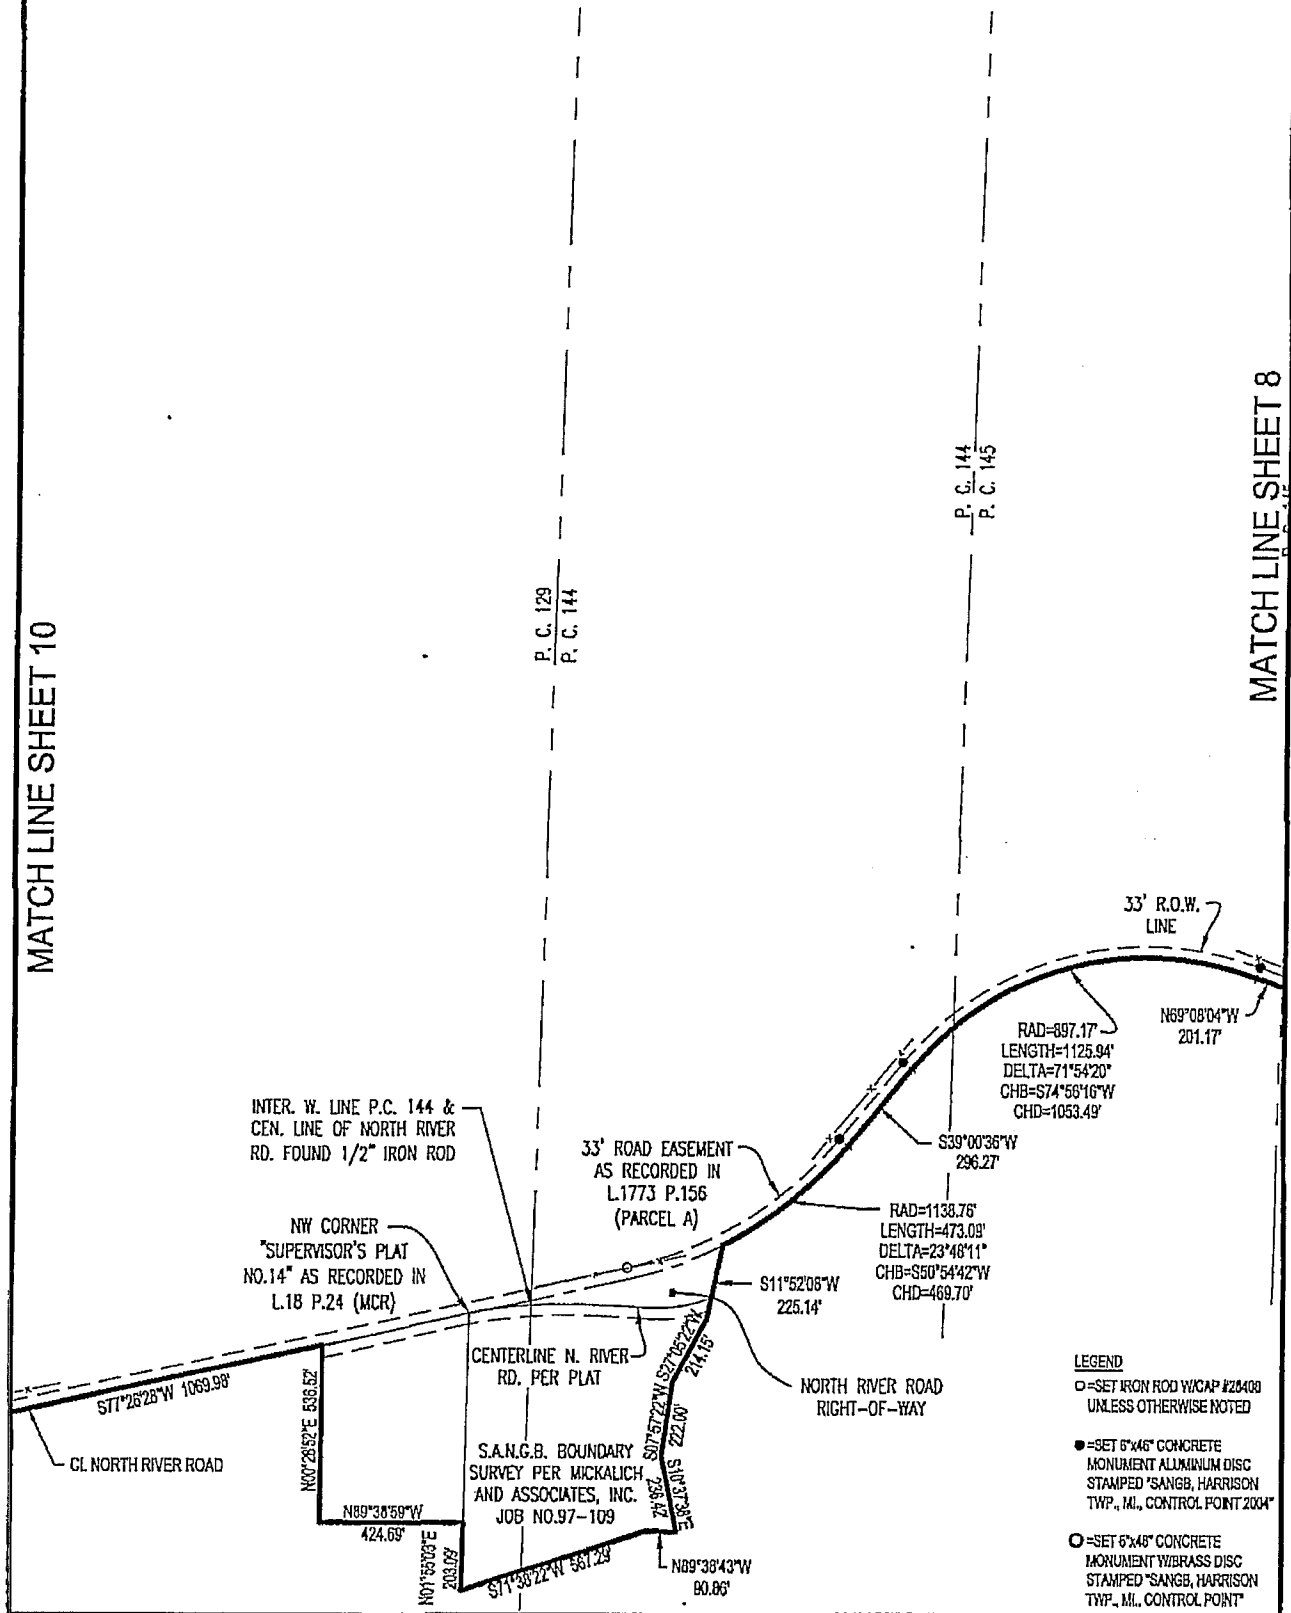 MATCH LINE SHEET 10
MATCH LINE SHEET 8
P. C. 129
P. C. 144
P. C. 144
P. C. 145
33' R.O.W.
LINE
N69°08'04"W
201.17'
RAD=897.17'
LENGTH=1125.94'
DELTA=71°54'20"
CHB=S74°56'16"W
CHD=1053.49'
S39°00'36"W
296.27'
INTER. W. LINE P.C. 144 &
CEN. LINE OF NORTH RIVER
RD. FOUND 1/2" IRON ROD
33' ROAD EASEMENT
AS RECORDED IN
L.1773 P.156
(PARCEL A)
RAD=1138.76'
LENGTH=473.09'
DELTA=23°48'11"
CHB=S50°54'42"W
CHD=469.70'
NW CORNER
"SUPERVISOR'S PLAT
NO.14" AS RECORDED IN
L.18 P.24 (MCR)
S11°52'08"W
225.14'
CENTERLINE N. RIVER
RD. PER PLAT
S27°05'22"W
214.15'
NORTH RIVER ROAD
RIGHT-OF-WAY
S77°26'28"W 1069.98'
CL NORTH RIVER ROAD
N00°28'52"E 536.52'
S07°57'22"W
222.00'
S10°37'38"E
236.42'
S.A.N.G.B. BOUNDARY
SURVEY PER MICKALICH
AND ASSOCIATES, INC.
JOB NO.97-109
N89°38'59"W
424.69'
N01°55'03"E
203.09'
S71°38'22"W 567.29'
N89°38'43"W
90.86'
LEGEND
=SET IRON ROD W/CAP #28409
UNLESS OTHERWISE NOTED
=SET 6"x46" CONCRETE
MONUMENT ALUMINUM DISC
STAMPED "SANGB, HARRISON
TWP., MI., CONTROL POINT 2004"
=SET 6"x48" CONCRETE
MONUMENT W/BRASS DISC
STAMPED "SANGB, HARRISON
TWP., MI., CONTROL POINT"